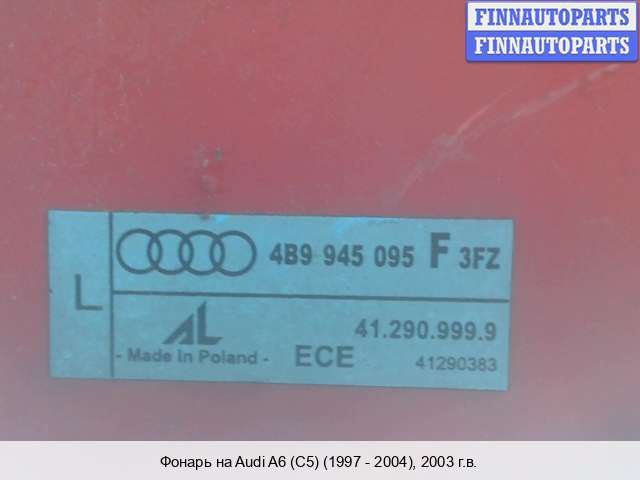 FINNAUTOPARTS
FINNAUTOPARTS
L
4B9 945 095 F 3FZ
AL
41.290.999.9
- Made In Poland -
ECE
41290383
Фонарь на Audi A6 (C5) (1997 - 2004), 2003 г.в.